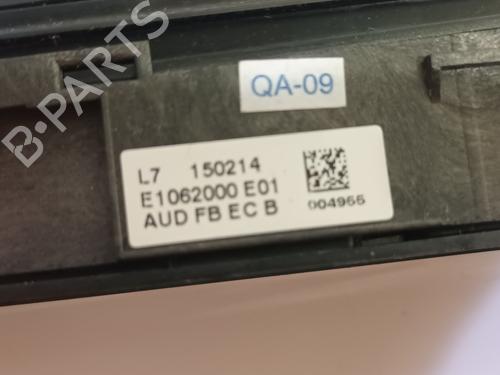 B-PARTS
QA-09
L7 150214
E1062000 E01
AUD FB EC B
004966